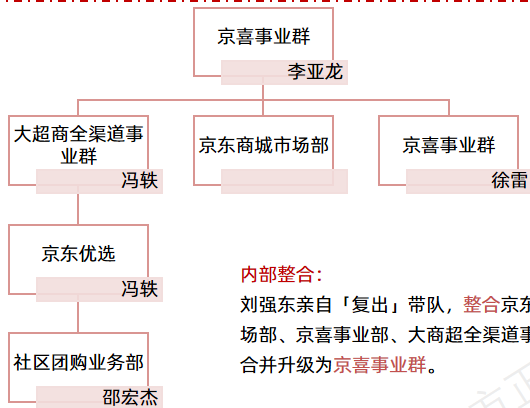 京喜事业群
李亚龙
大超商全渠道事
业群
冯轶
京东商城市场部
京喜事业群
徐雷
京东优选
冯轶
社区团购业务部
邵宏杰
内部整合：
刘强东亲自「复出」带队，整合京东
场部、京喜事业部、大商超全渠道事
合并升级为京喜事业群。